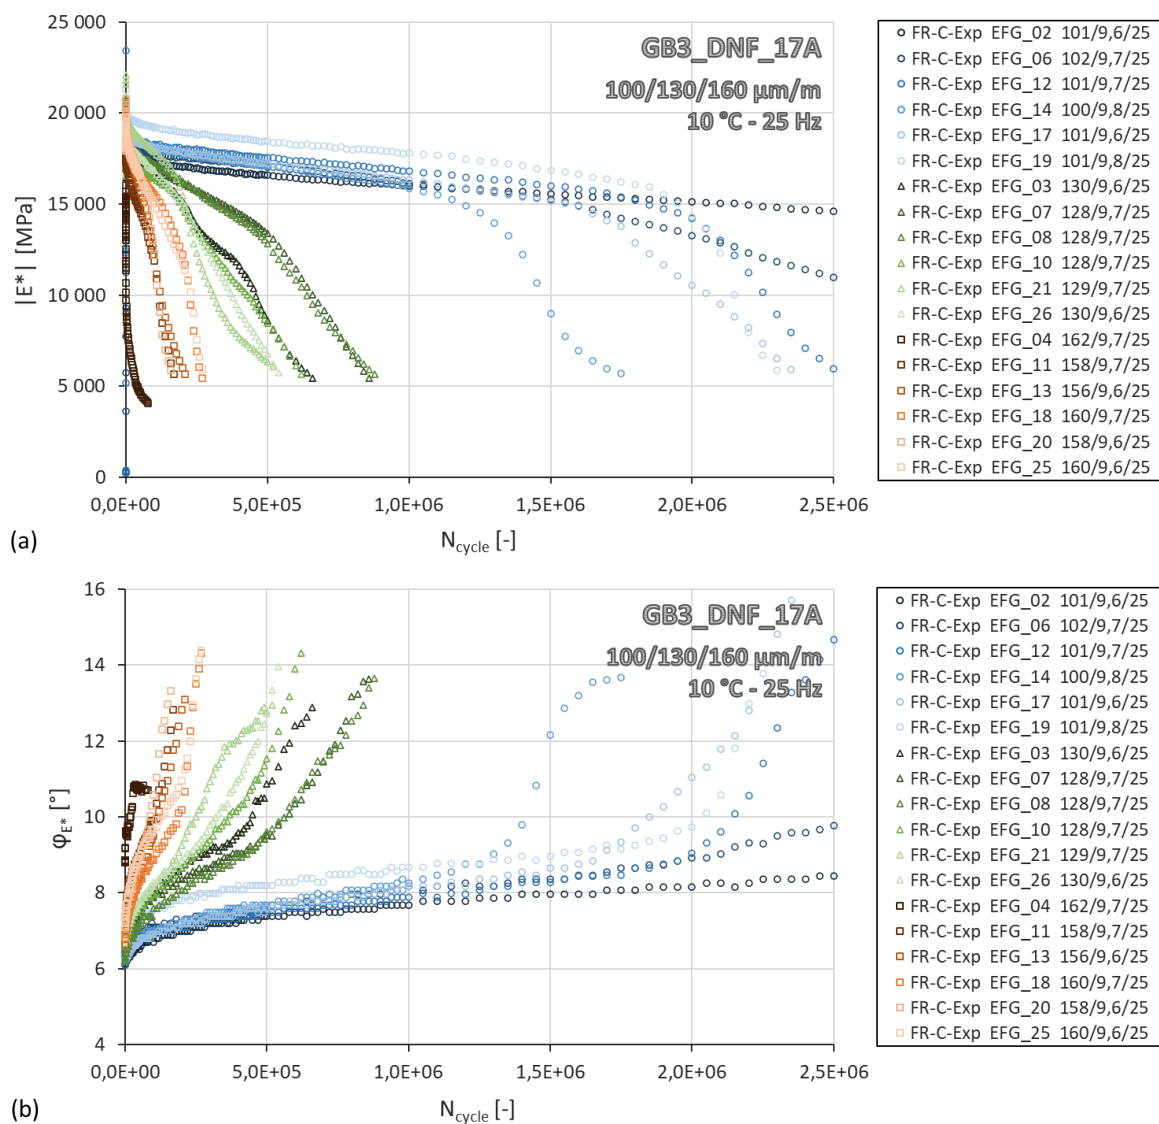 25 000
20 000
15 000
10 000
5 000
0
|E*| [MPa]
GB3_DNF_17A
100/130/160 µm/m
10 °C - 25 Hz
0,0E+00 5,0E+05 1,0E+06 1,5E+06 2,0E+06 2,5E+06
(a)
Ncycle [-]
FR-C-Exp EFG_02 101/9,6/25
FR-C-Exp EFG_06 102/9,7/25
FR-C-Exp EFG_12 101/9,7/25
FR-C-Exp EFG_14 100/9,8/25
FR-C-Exp EFG_17 101/9,6/25
FR-C-Exp EFG_19 101/9,8/25
FR-C-Exp EFG_03 130/9,6/25
FR-C-Exp EFG_07 128/9,7/25
FR-C-Exp EFG_08 128/9,7/25
FR-C-Exp EFG_10 128/9,7/25
FR-C-Exp EFG_21 129/9,7/25
FR-C-Exp EFG_26 130/9,6/25
FR-C-Exp EFG_04 162/9,7/25
FR-C-Exp EFG_11 158/9,7/25
FR-C-Exp EFG_13 156/9,6/25
FR-C-Exp EFG_18 160/9,7/25
FR-C-Exp EFG_20 158/9,6/25
FR-C-Exp EFG_25 160/9,6/25
16
14
12
10
8
6
4
φE* [°]
GB3_DNF_17A
100/130/160 µm/m
10 °C - 25 Hz
0,0E+00 5,0E+05 1,0E+06 1,5E+06 2,0E+06 2,5E+06
(b)
Ncycle [-]
FR-C-Exp EFG_02 101/9,6/25
FR-C-Exp EFG_06 102/9,7/25
FR-C-Exp EFG_12 101/9,7/25
FR-C-Exp EFG_14 100/9,8/25
FR-C-Exp EFG_17 101/9,6/25
FR-C-Exp EFG_19 101/9,8/25
FR-C-Exp EFG_03 130/9,6/25
FR-C-Exp EFG_07 128/9,7/25
FR-C-Exp EFG_08 128/9,7/25
FR-C-Exp EFG_10 128/9,7/25
FR-C-Exp EFG_21 129/9,7/25
FR-C-Exp EFG_26 130/9,6/25
FR-C-Exp EFG_04 162/9,7/25
FR-C-Exp EFG_11 158/9,7/25
FR-C-Exp EFG_13 156/9,6/25
FR-C-Exp EFG_18 160/9,7/25
FR-C-Exp EFG_20 158/9,6/25
FR-C-Exp EFG_25 160/9,6/25